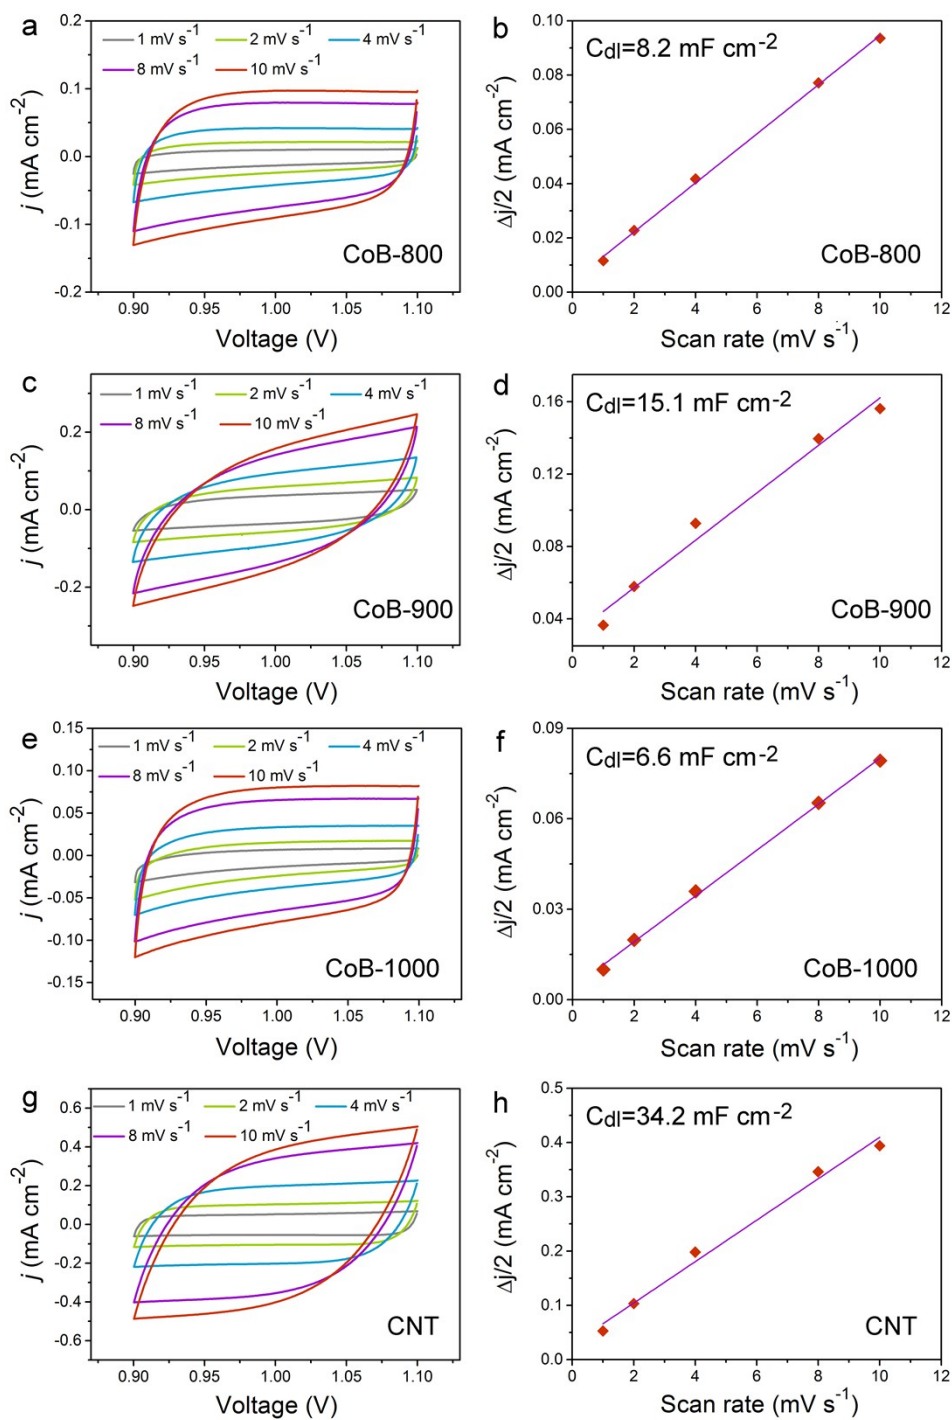 a
1 mV s⁻¹ 2 mV s⁻¹ 4 mV s⁻¹
8 mV s⁻¹ 10 mV s⁻¹
0.2
0.1
0.0
-0.1
-0.2
j (mA cm⁻²)
CoB-800
0.90 0.95 1.00 1.05 1.10
Voltage (V)
b
Cdl=8.2 mF cm⁻²
0.10
0.08
0.06
0.04
0.02
0.00
Δj/2 (mA cm⁻²)
CoB-800
0 2 4 6 8 10 12
Scan rate (mV s⁻¹)
c
1 mV s⁻¹ 2 mV s⁻¹ 4 mV s⁻¹
8 mV s⁻¹ 10 mV s⁻¹
0.2
0.0
-0.2
j (mA cm⁻²)
CoB-900
0.90 0.95 1.00 1.05 1.10
Voltage (V)
d
Cdl=15.1 mF cm⁻²
0.16
0.12
0.08
0.04
Δj/2 (mA cm⁻²)
CoB-900
0 2 4 6 8 10 12
Scan rate (mV s⁻¹)
e
1 mV s⁻¹ 2 mV s⁻¹ 4 mV s⁻¹
8 mV s⁻¹ 10 mV s⁻¹
0.15
0.10
0.05
0.00
-0.05
-0.10
-0.15
j (mA cm⁻²)
CoB-1000
0.90 0.95 1.00 1.05 1.10
Voltage (V)
f
Cdl=6.6 mF cm⁻²
0.09
0.06
0.03
0.00
Δj/2 (mA cm⁻²)
CoB-1000
0 2 4 6 8 10 12
Scan rate (mV s⁻¹)
g
1 mV s⁻¹ 2 mV s⁻¹ 4 mV s⁻¹
8 mV s⁻¹ 10 mV s⁻¹
0.6
0.4
0.2
0.0
-0.2
-0.4
-0.6
j (mA cm⁻²)
CNT
0.90 0.95 1.00 1.05 1.10
Voltage (V)
h
Cdl=34.2 mF cm⁻²
0.5
0.4
0.3
0.2
0.1
0.0
Δj/2 (mA cm⁻²)
CNT
0 2 4 6 8 10 12
Scan rate (mV s⁻¹)